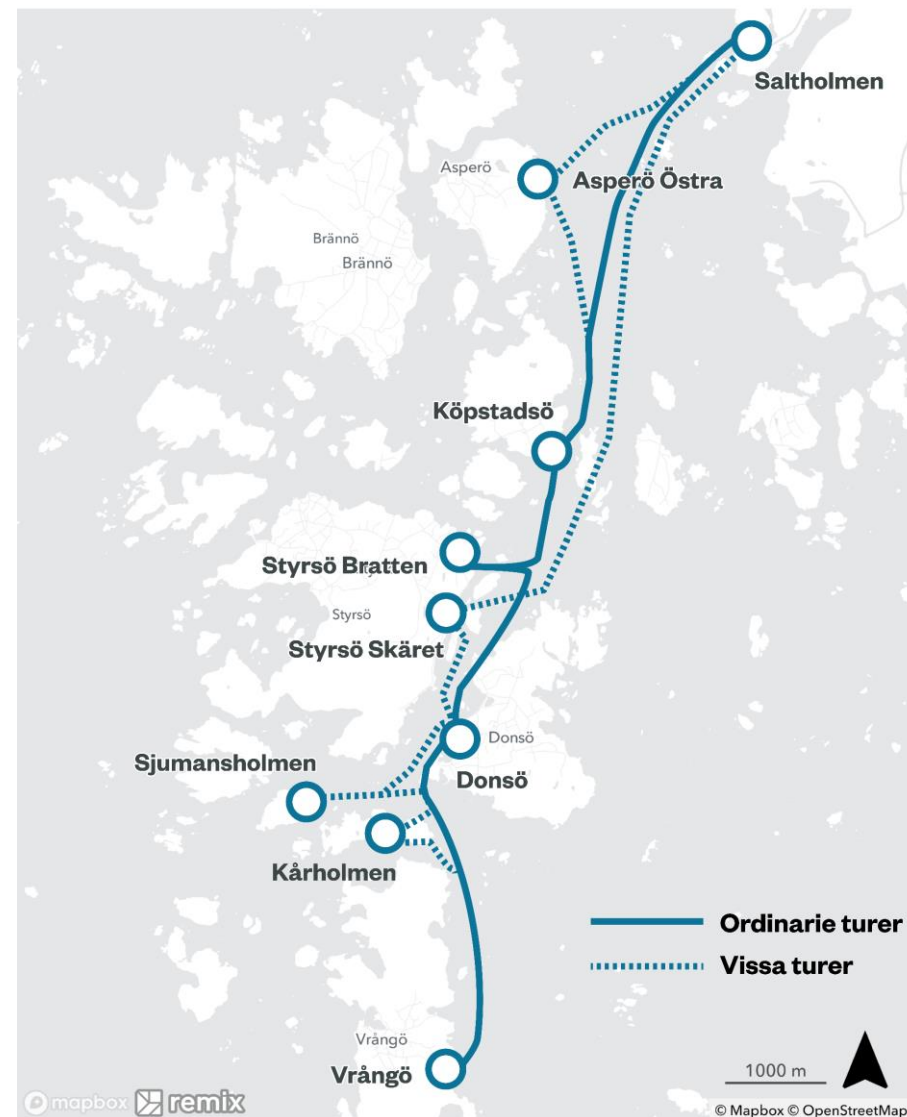 Saltholmen
Asperö
Asperö Östra
Brännö
Brännö
Köpstadsö
Styrsö Bratten
Styrsö
Styrsö Skäret
Donsö
Sjumansholmen
Donsö
Kårholmen
Ordinarie turer
Vissa turer
Vrångö
Vrångö
1000 m
mapbox remix
© Mapbox © OpenStreetMap